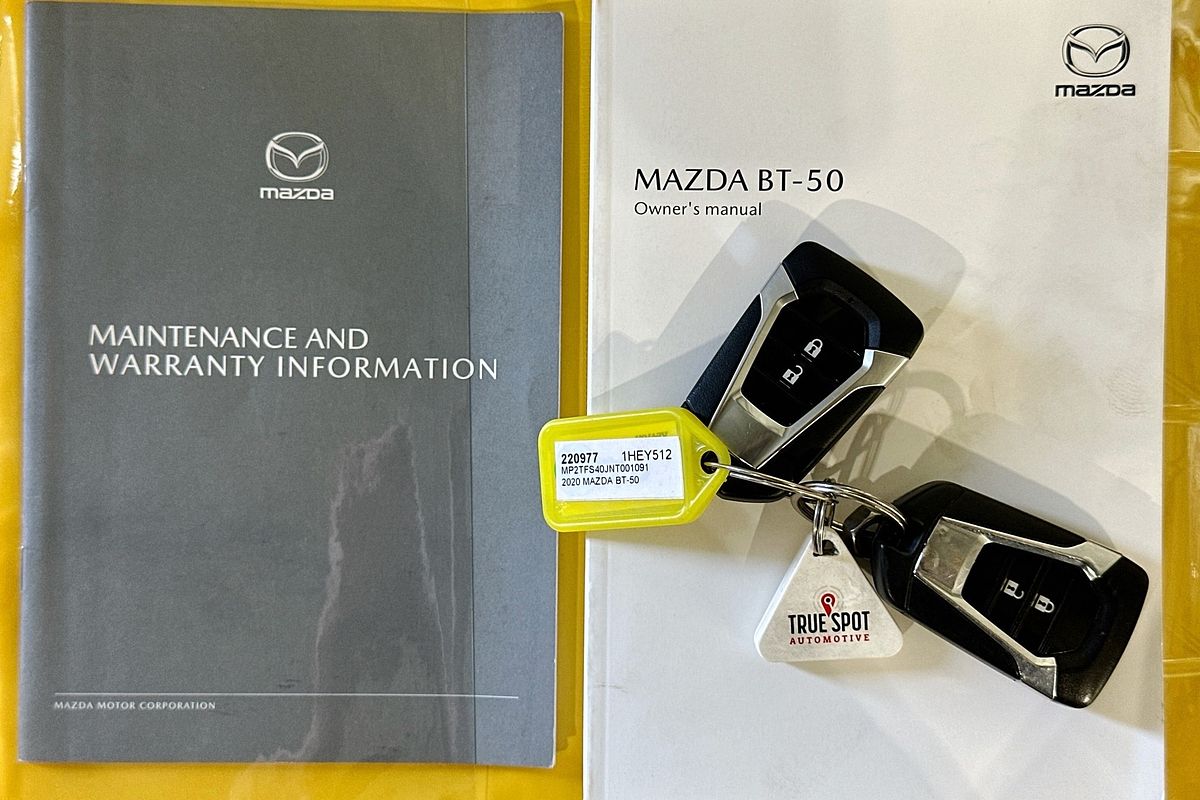 mazda
MAINTENANCE AND
WARRANTY INFORMATION
MAZDA MOTOR CORPORATION
mazda
MAZDA BT-50
Owner's manual
220977 1HEY512
MP2TFS40JNT001091
2020 MAZDA BT-50
TRUE SPOT
AUTOMOTIVE